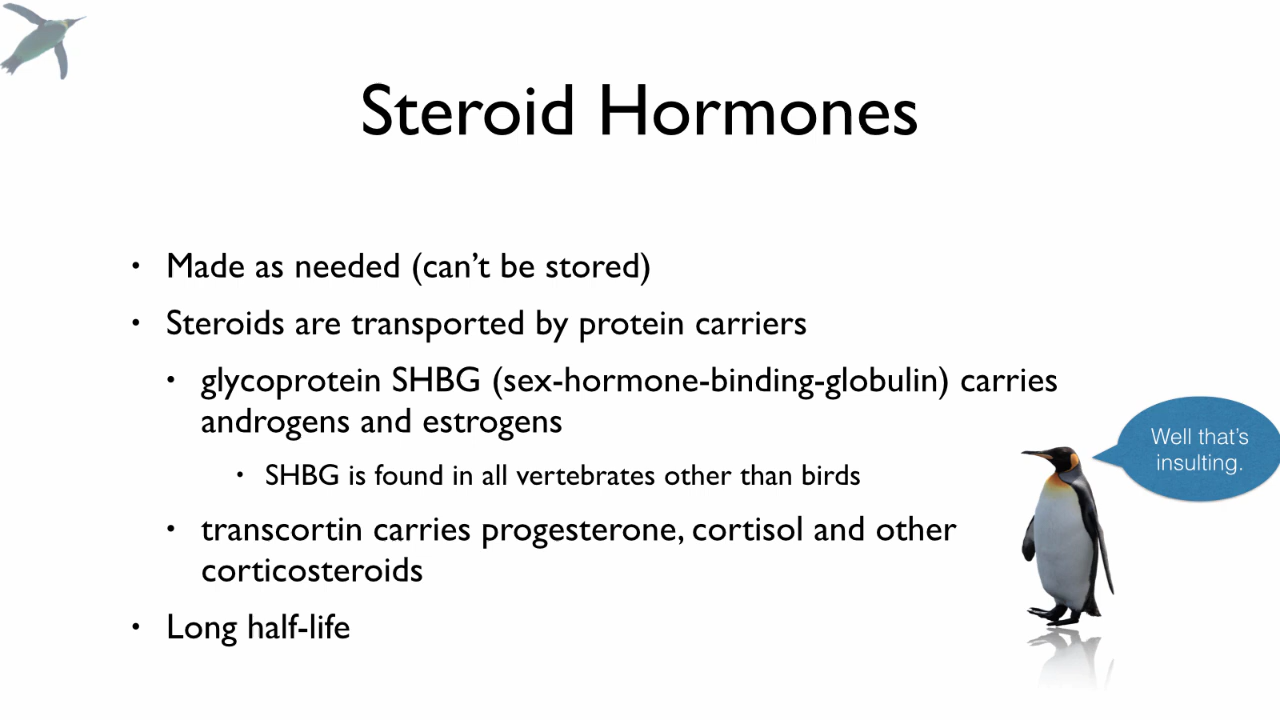 Steroid Hormones
• Made as needed (can’t be stored)
• Steroids are transported by protein carriers
• glycoprotein SHBG (sex-hormone-binding-globulin) carries
androgens and estrogens
• SHBG is found in all vertebrates other than birds
• transcortin carries progesterone, cortisol and other
corticosteroids
• Long half-life
Well that’s
insulting.